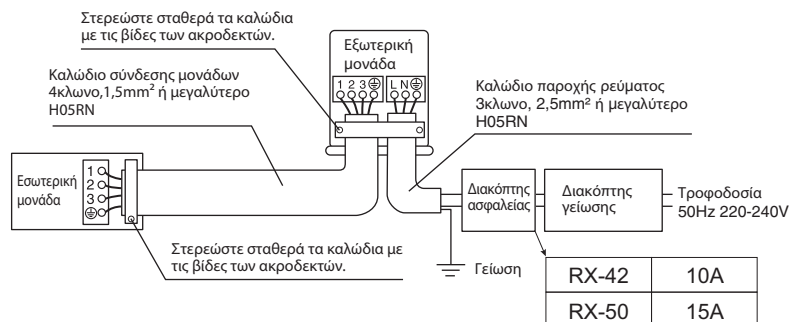 Στερεώστε σταθερά τα καλώδια
με τις βίδες των ακροδεκτών.
Εξωτερική
μονάδα
1 2 3
L N
Καλώδιο σύνδεσης μονάδων
4κλωνο,1,5mm² ή μεγαλύτερο
H05RN
Καλώδιο παροχής ρεύματος
3κλωνο, 2,5mm² ή μεγαλύτερο
H05RN
Εσωτερική
μονάδα
1
2
3
Διακόπτης
ασφαλείας
Διακόπτης
γείωσης
Τροφοδοσία
50Hz 220-240V
Στερεώστε σταθερά τα καλώδια με
τις βίδες των ακροδεκτών.
Γείωση
RX-42 10A
RX-50 15A